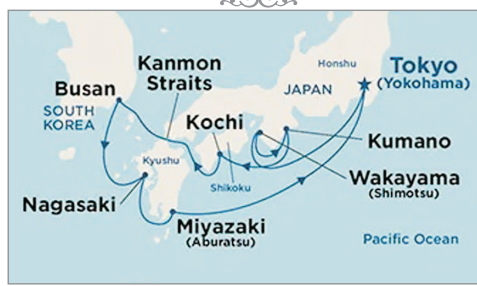 Honshu
Kanmon
Straits
Tokyo
(Yokohama)
Busan
JAPAN
SOUTH
KOREA
Kochi
Kumano
Kyushu
Shikoku
Wakayama
(Shimotsu)
Nagasaki
Miyazaki
(Aburatsu)
Pacific Ocean